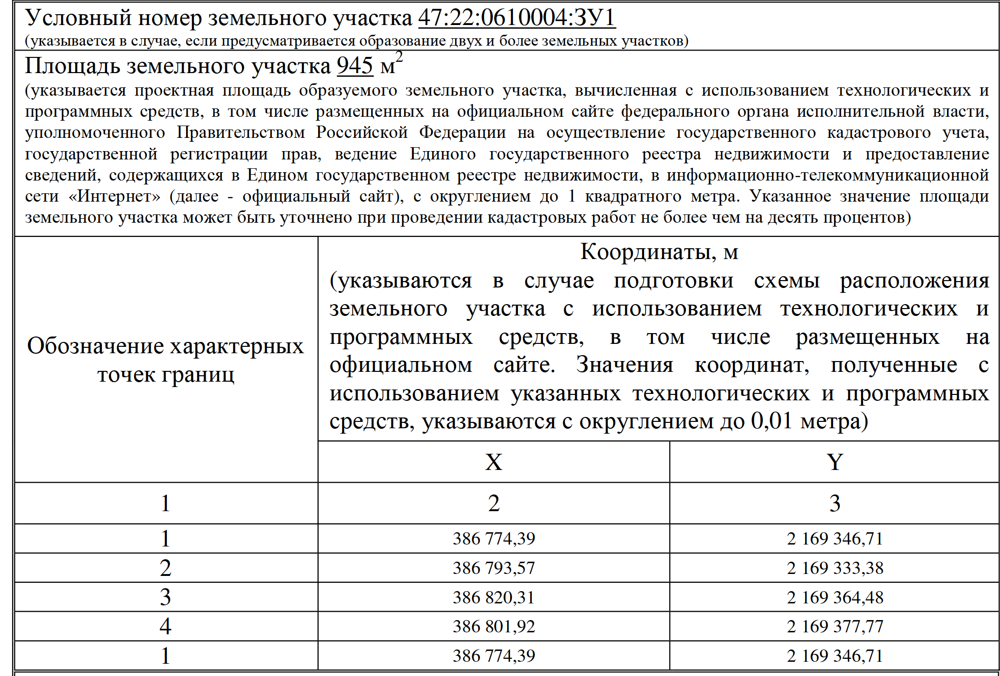 Условный номер земельного участка 47:22:0610004:ЗУ1
(указывается в случае, если предусматривается образование двух и более земельных участков)
Площадь земельного участка 945 м²
(указывается проектная площадь образуемого земельного участка, вычисленная с использованием технологических и
программных средств, в том числе размещенных на официальном сайте федерального органа исполнительной власти,
уполномоченного Правительством Российской Федерации на осуществление государственного кадастрового учета,
государственной регистрации прав, ведение Единого государственного реестра недвижимости и предоставление
сведений, содержащихся в Едином государственном реестре недвижимости, в информационно-телекоммуникационной
сети «Интернет» (далее - официальный сайт), с округлением до 1 квадратного метра. Указанное значение площади
земельного участка может быть уточнено при проведении кадастровых работ не более чем на десять процентов)
Обозначение характерных
точек границ
Координаты, м
(указываются в случае подготовки схемы расположения
земельного участка с использованием технологических и
программных средств, в том числе размещенных на
официальном сайте. Значения координат, полученные с
использованием указанных технологических и программных
средств, указываются с округлением до 0,01 метра)
X Y
1 2 3
1 386 774,39 2 169 346,71
2 386 793,57 2 169 333,38
3 386 820,31 2 169 364,48
4 386 801,92 2 169 377,77
1 386 774,39 2 169 346,71